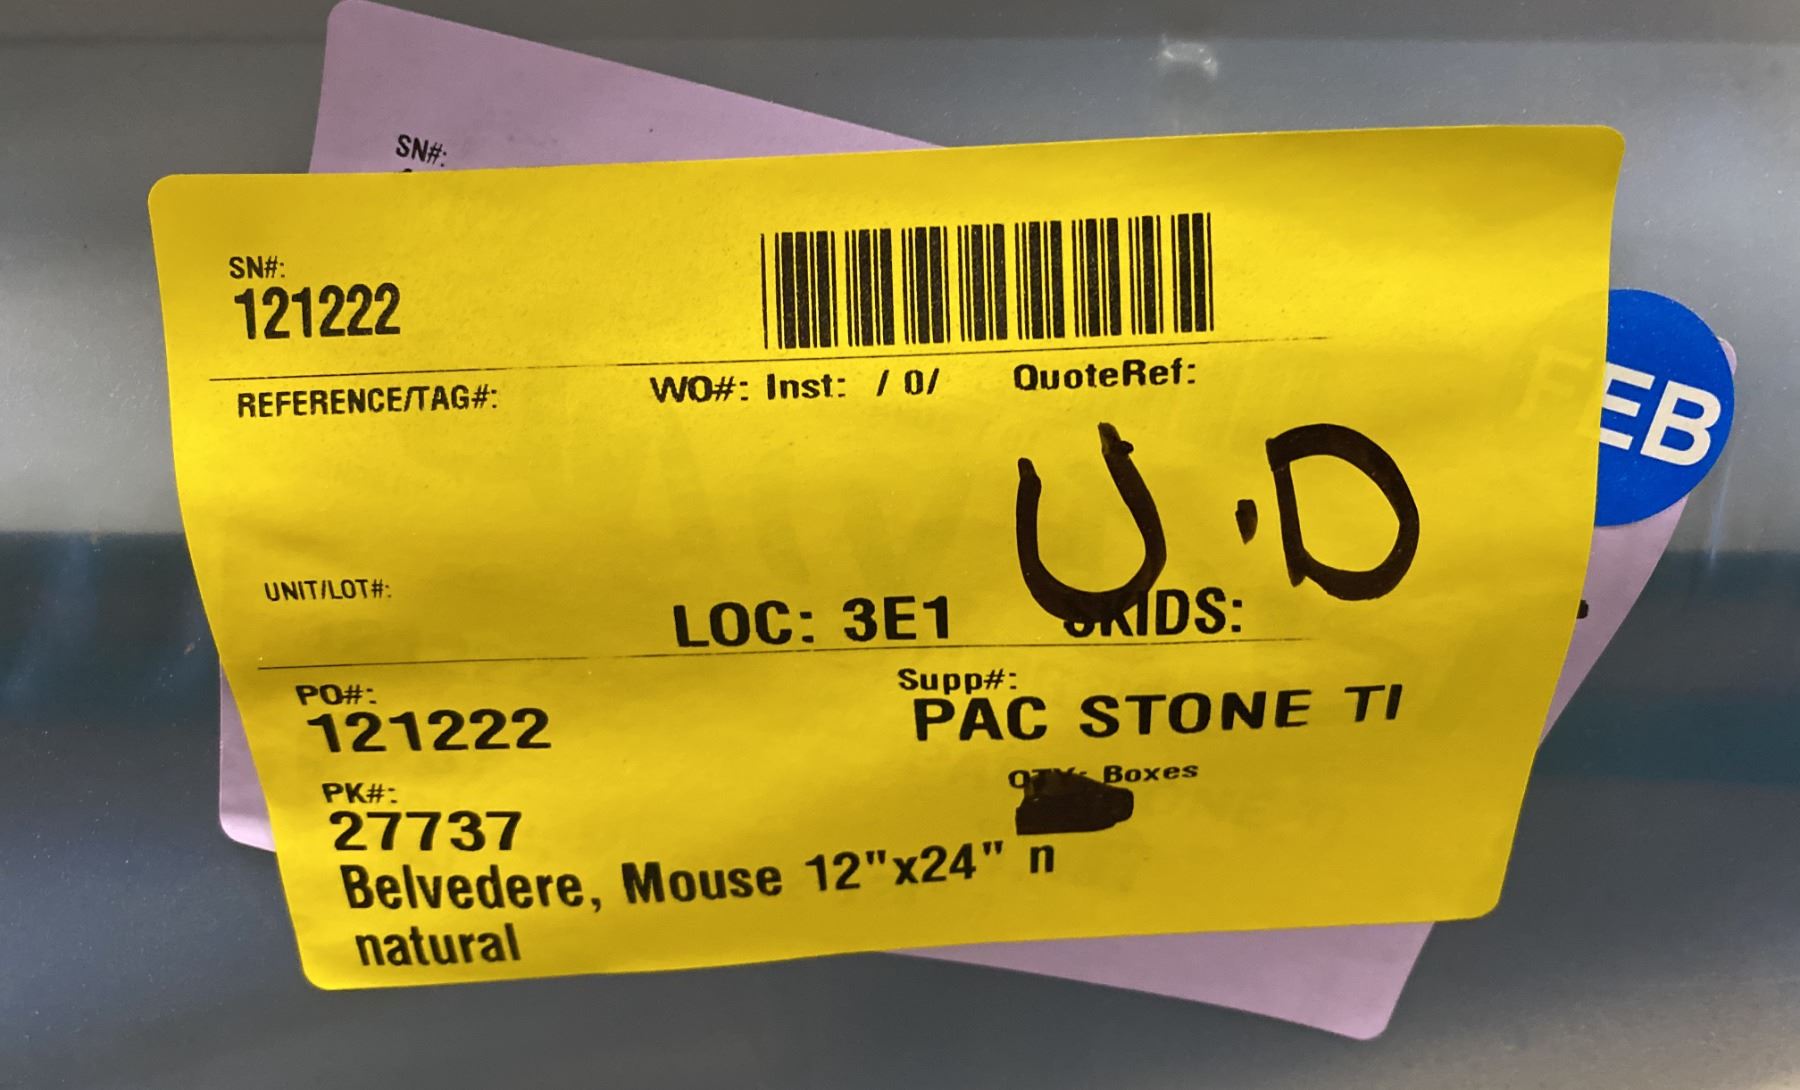 SN#:
SN#:
121222
REFERENCE/TAG#:
WO#: Inst: / 0/ QuoteRef:
EB
U.D
UNIT/LOT#:
LOC: 3E1 SKIDS:
PO#:
121222
Supp#:
PAC STONE TI
PK#:
27737
QTY: Boxes
Belvedere, Mouse 12"x24" n
natural